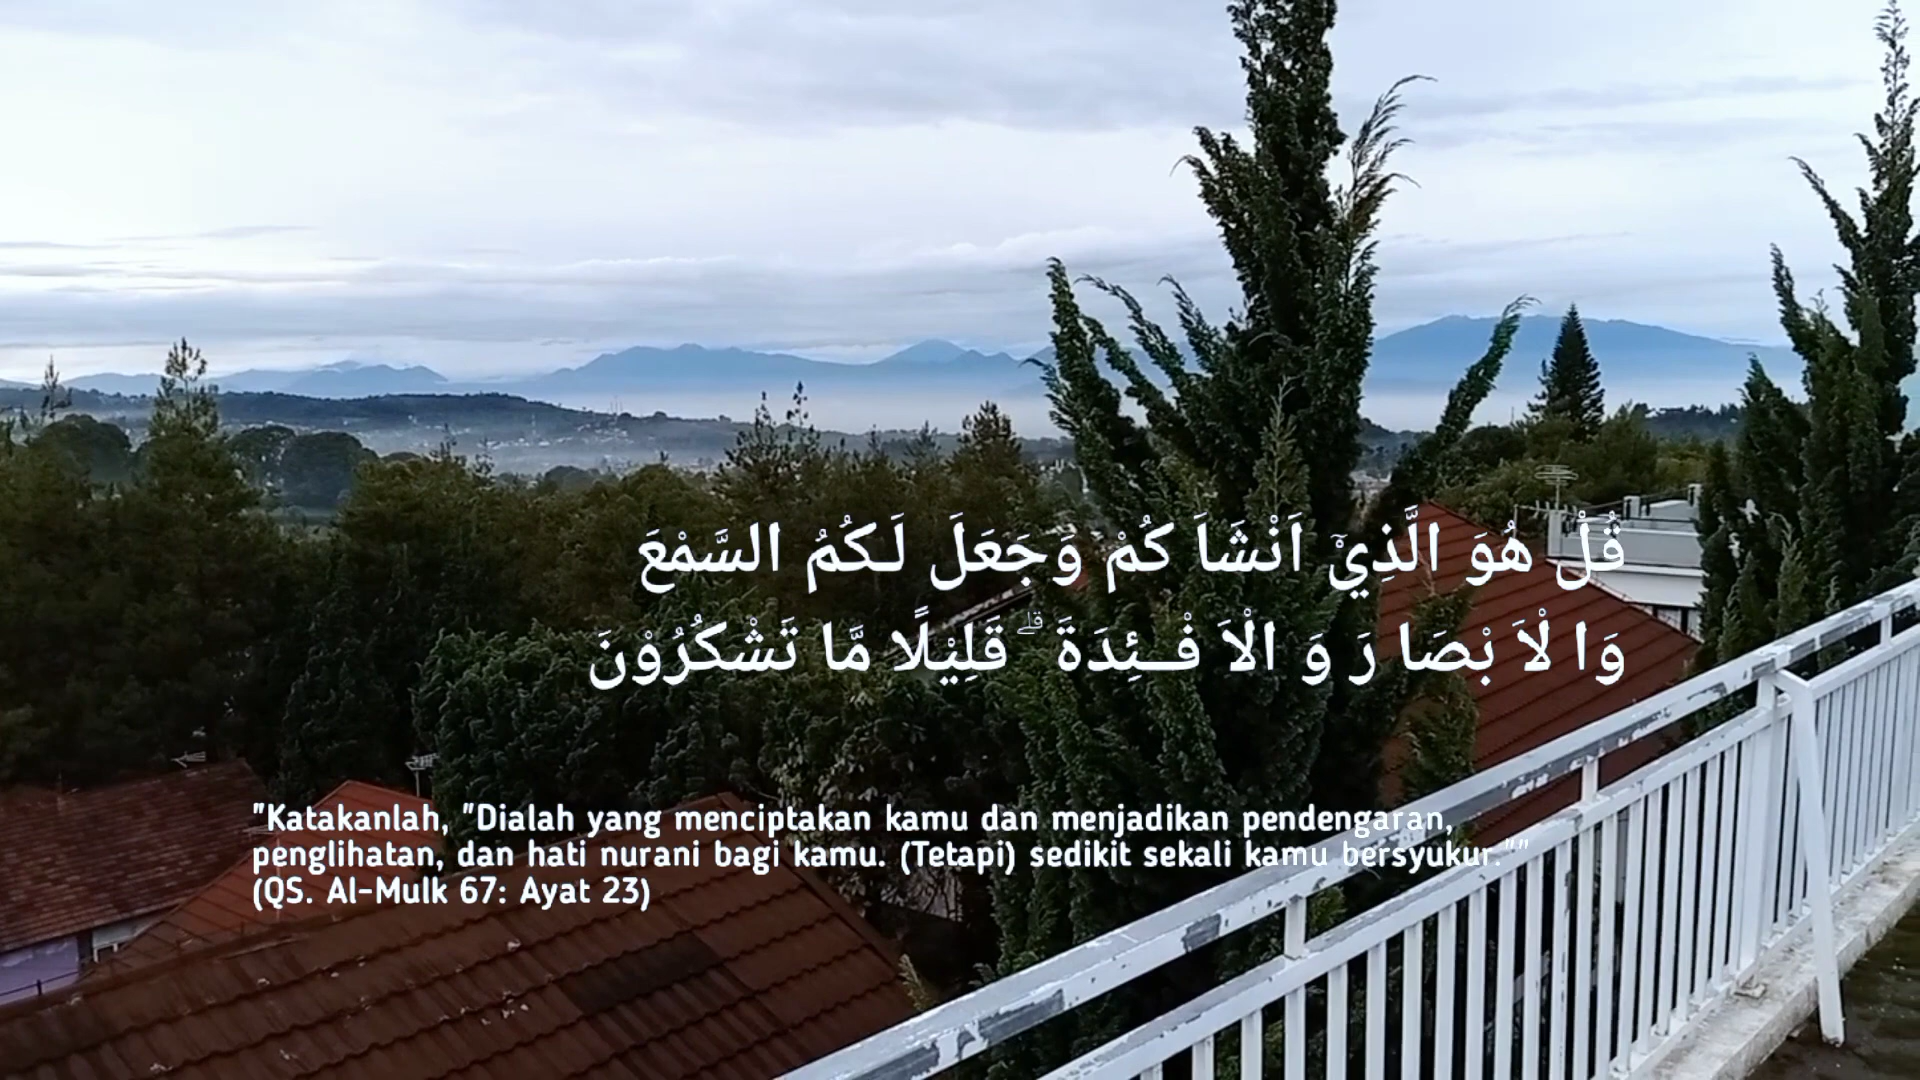 قُلْ هُوَ الَّذِيْۤ اَنْشَاَ كُمْ وَجَعَلَ لَـكُمُ السَّمْعَ
وَا لْاَ بْصَا رَ وَ الْاَ فْـئِدَةَ ۗ قَلِيْلًا مَّا تَشْكُرُوْنَ
"Katakanlah, "Dialah yang menciptakan kamu dan menjadikan pendengaran,
penglihatan, dan hati nurani bagi kamu. (Tetapi) sedikit sekali kamu bersyukur.""
(QS. Al-Mulk 67: Ayat 23)